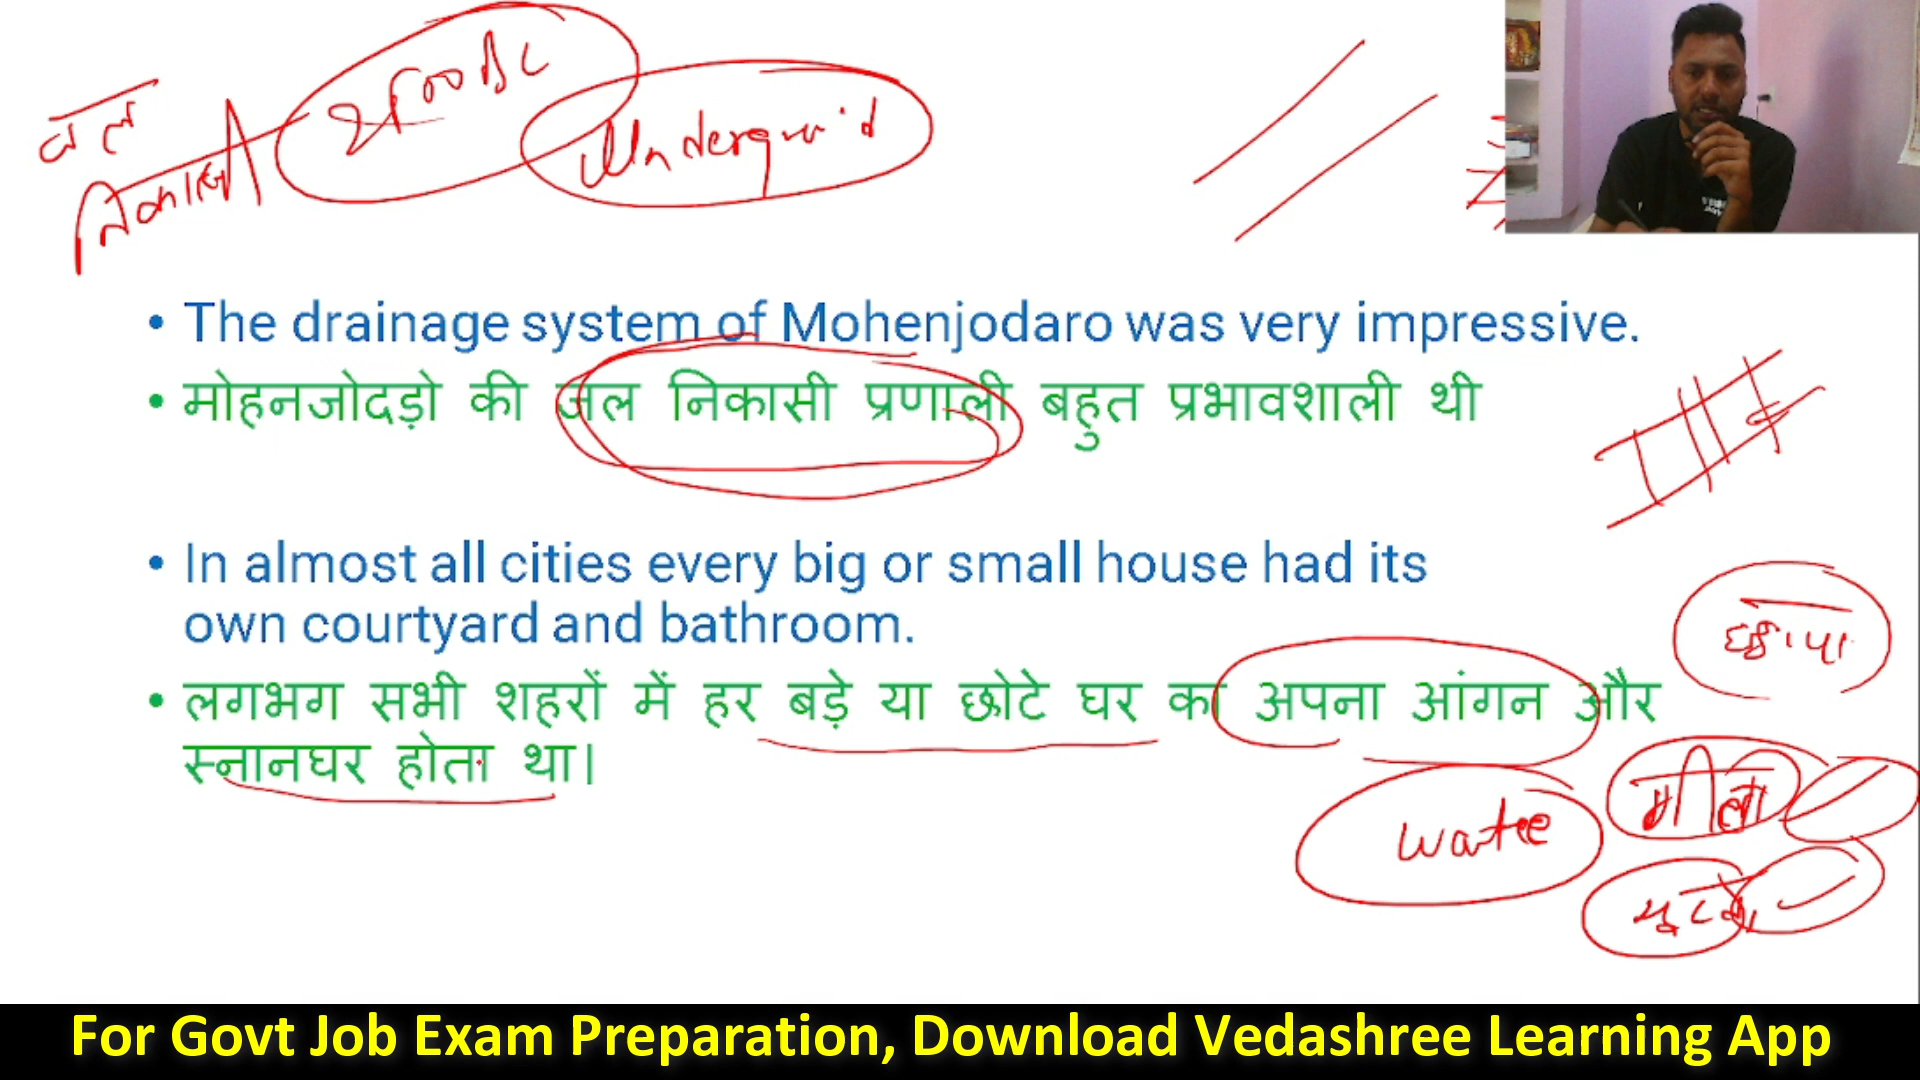 जल
निकासी
2500 BC
• The drainage system of Mohenjodaro was very impressive.
• मोहनजोदड़ो की जल निकासी प्रणाली बहुत प्रभावशाली थी
• In almost all cities every big or small house had its
own courtyard and bathroom.
• लगभग सभी शहरों में हर बड़े या छोटे घर का अपना आंगन और
स्नानघर होता था।
For Govt Job Exam Preparation, Download Vedashree Learning App